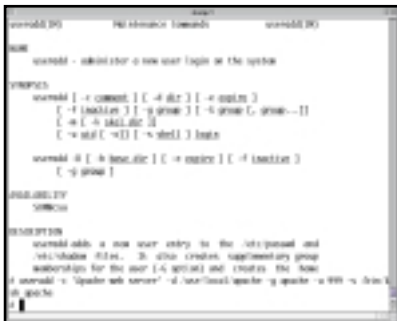 useradd(1M) Maintenance Commands useradd(1M)
NAME
useradd - administer a new user login on the system
SYNOPSIS
useradd [ -c comment ] [ -d dir ] [ -e expire ]
[ -f inactive ] [ -g group ] [ -G group [, group...]]
[ -m [ -k skel_dir ]]
[ -u uid [ -o]] [ -s shell ] login
useradd -D [ -b base_dir ] [ -e expire ] [ -f inactive ]
[ -g group ]
AVAILABILITY
SUNWcsu
DESCRIPTION
useradd adds a new user entry to the /etc/passwd and
/etc/shadow files. It also creates supplementary group
memberships for the user (-G option) and creates the home
# useradd -c 'Apache web server' -d /usr/local/apache -g apache -u 999 -s /bin/k
sh apache
#